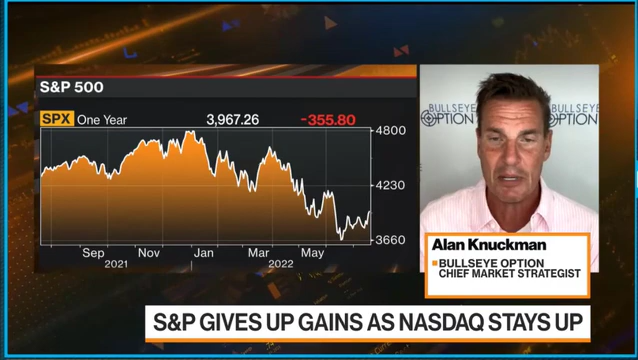 S&P 500
SPX One Year 3,967.26 -355.80
4800
4230
3660
Sep Nov Jan Mar May
2021 2022
BULLSEYE
OPTION
BULLSEYE
OPTION
Alan Knuckman
BULLSEYE OPTION
CHIEF MARKET STRATEGIST
S&P GIVES UP GAINS AS NASDAQ STAYS UP